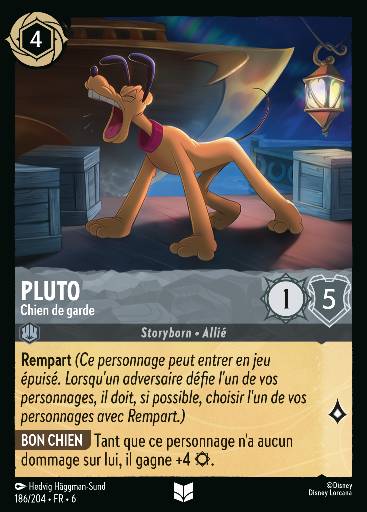 4
PLUTO
Chien de garde
1
5
Storyborn • Allié
Rempart (Ce personnage peut entrer en jeu
épuisé. Lorsqu'un adversaire défie l'un de vos
personnages, il doit, si possible, choisir l'un de vos
personnages avec Rempart.)
BON CHIEN Tant que ce personnage n'a aucun
dommage sur lui, il gagne +4 ¤.
Hedvig Häggman-Sund
186/204 • FR • 6
©Disney
Disney Lorcana